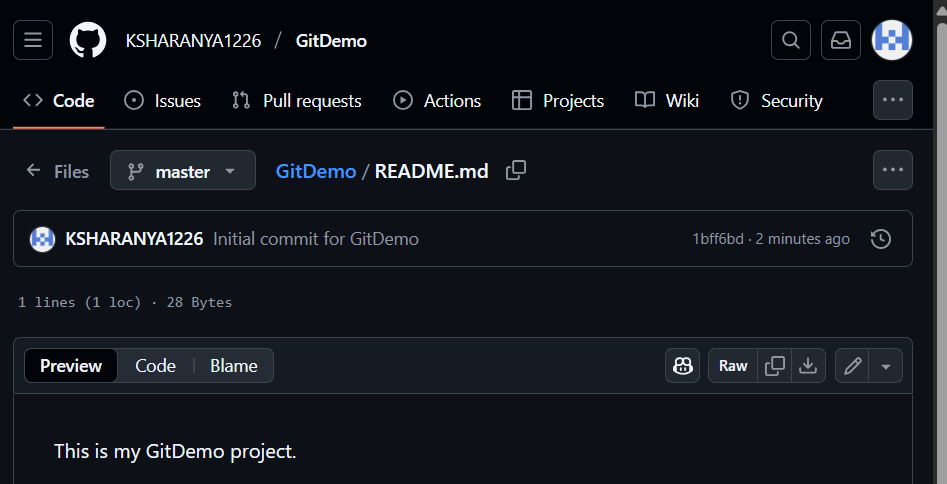 KSHARANYA1226 / GitDemo
Code Issues Pull requests Actions Projects Wiki Security
Files master GitDemo / README.md
KSHARANYA1226 Initial commit for GitDemo 1bff6bd · 2 minutes ago
1 lines (1 loc) · 28 Bytes
Preview Code Blame Raw
This is my GitDemo project.